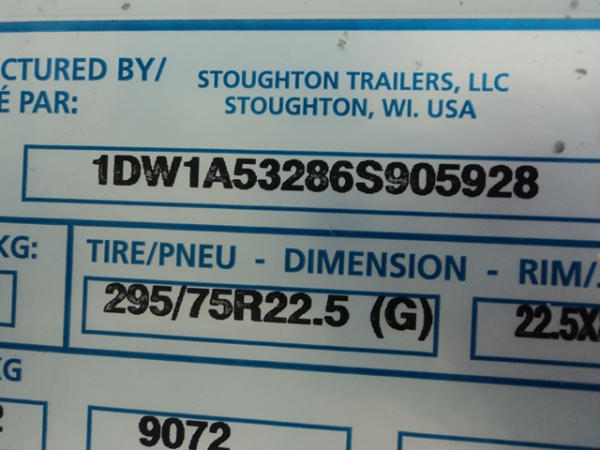 CTURED BY/ STOUGHTON TRAILERS, LLC
É PAR: STOUGHTON, WI. USA
1DW1A53286S905928
KG: TIRE/PNEU - DIMENSION - RIM/
295/75R22.5 (G) 22.5X
KG
2 9072